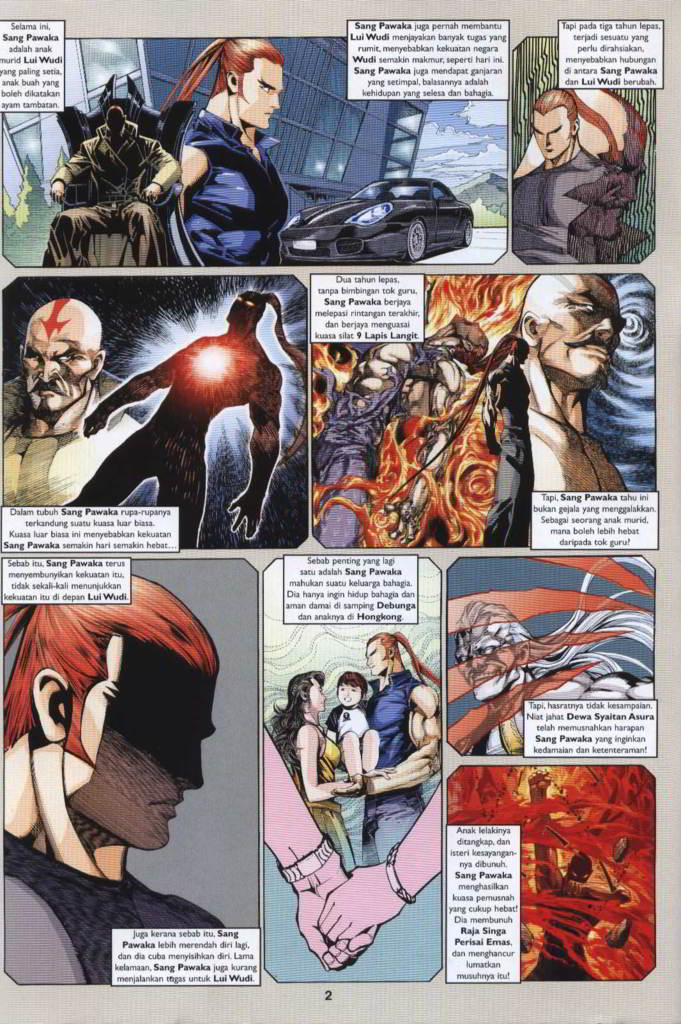 Selama ini,
Sang Pawaka
adalah anak
murid Lui Wudi
yang paling setia,
anak buah yang
boleh dikatakan
ayam tambatan.
Sang Pawaka juga pernah membantu
Lui Wudi menjayakan banyak tugas yang
rumit, menyebabkan kekuatan negara
Wudi semakin makmur, seperti hari ini.
Sang Pawaka juga mendapat ganjaran
yang setimpal, balasannya adalah
kehidupan yang selesa dan bahagia.
Tapi pada tiga tahun lepas,
terjadi sesuatu yang
perlu dirahsiakan,
menyebabkan hubungan
di antara Sang Pawaka
dan Lui Wudi berubah.
Dalam tubuh Sang Pawaka rupa-rupanya
terkandung suatu kuasa luar biasa.
Kuasa luar biasa ini menyebabkan kekuatan
Sang Pawaka semakin hari semakin hebat...
Dua tahun lepas,
tanpa bimbingan tok guru,
Sang Pawaka berjaya
melepasi rintangan terakhir,
dan berjaya menguasai
kuasa silat 9 Lapis Langit.
Tapi, Sang Pawaka tahu ini
bukan gejala yang menggalakkan.
Sebagai seorang anak murid,
mana boleh lebih hebat
daripada tok guru?
Sebab itu, Sang Pawaka terus
menyembunyikan kekuatan itu,
tidak sekali-kali menunjukkan
kekuatan itu di depan Lui Wudi.
Juga kerana sebab itu, Sang
Pawaka lebih merendah diri lagi,
dan dia cuba menyisihkan diri. Lama
kelamaan, Sang Pawaka juga kurang
menjalankan tugas untuk Lui Wudi.
Sebab penting yang lagi
satu adalah Sang Pawaka
mahukan suatu keluarga bahagia.
Dia hanya ingin hidup bahagia dan
aman damai di samping Debunga
dan anaknya di Hongkong.
Tapi, hasratnya tidak kesampaian.
Niat jahat Dewa Syaitan Asura
telah memusnahkan harapan
Sang Pawaka yang inginkan
kedamaian dan ketenteraman!
Anak lelakinya
ditangkap, dan
isteri kesayangan-
nya dibunuh.
Sang Pawaka
menghasilkan
kuasa pemusnah
yang cukup hebat!
Dia membunuh
Raja Singa
Perisai Emas,
dan menghancur
lumatkan
musuhnya itu!
2